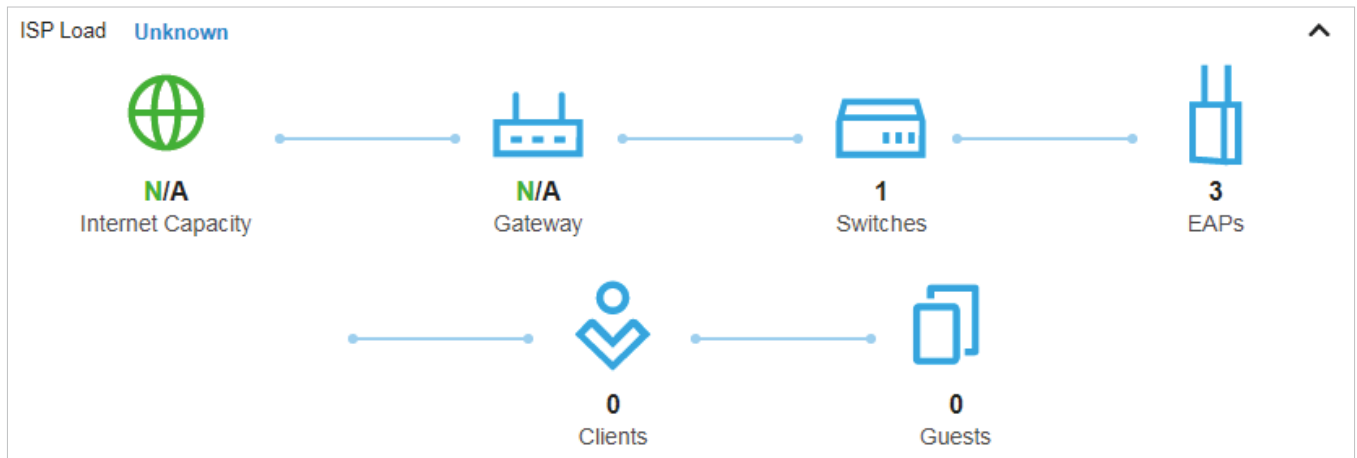 ISP Load Unknown
N/A N/A 1 3
Internet Capacity Gateway Switches EAPs
0 0
Clients Guests